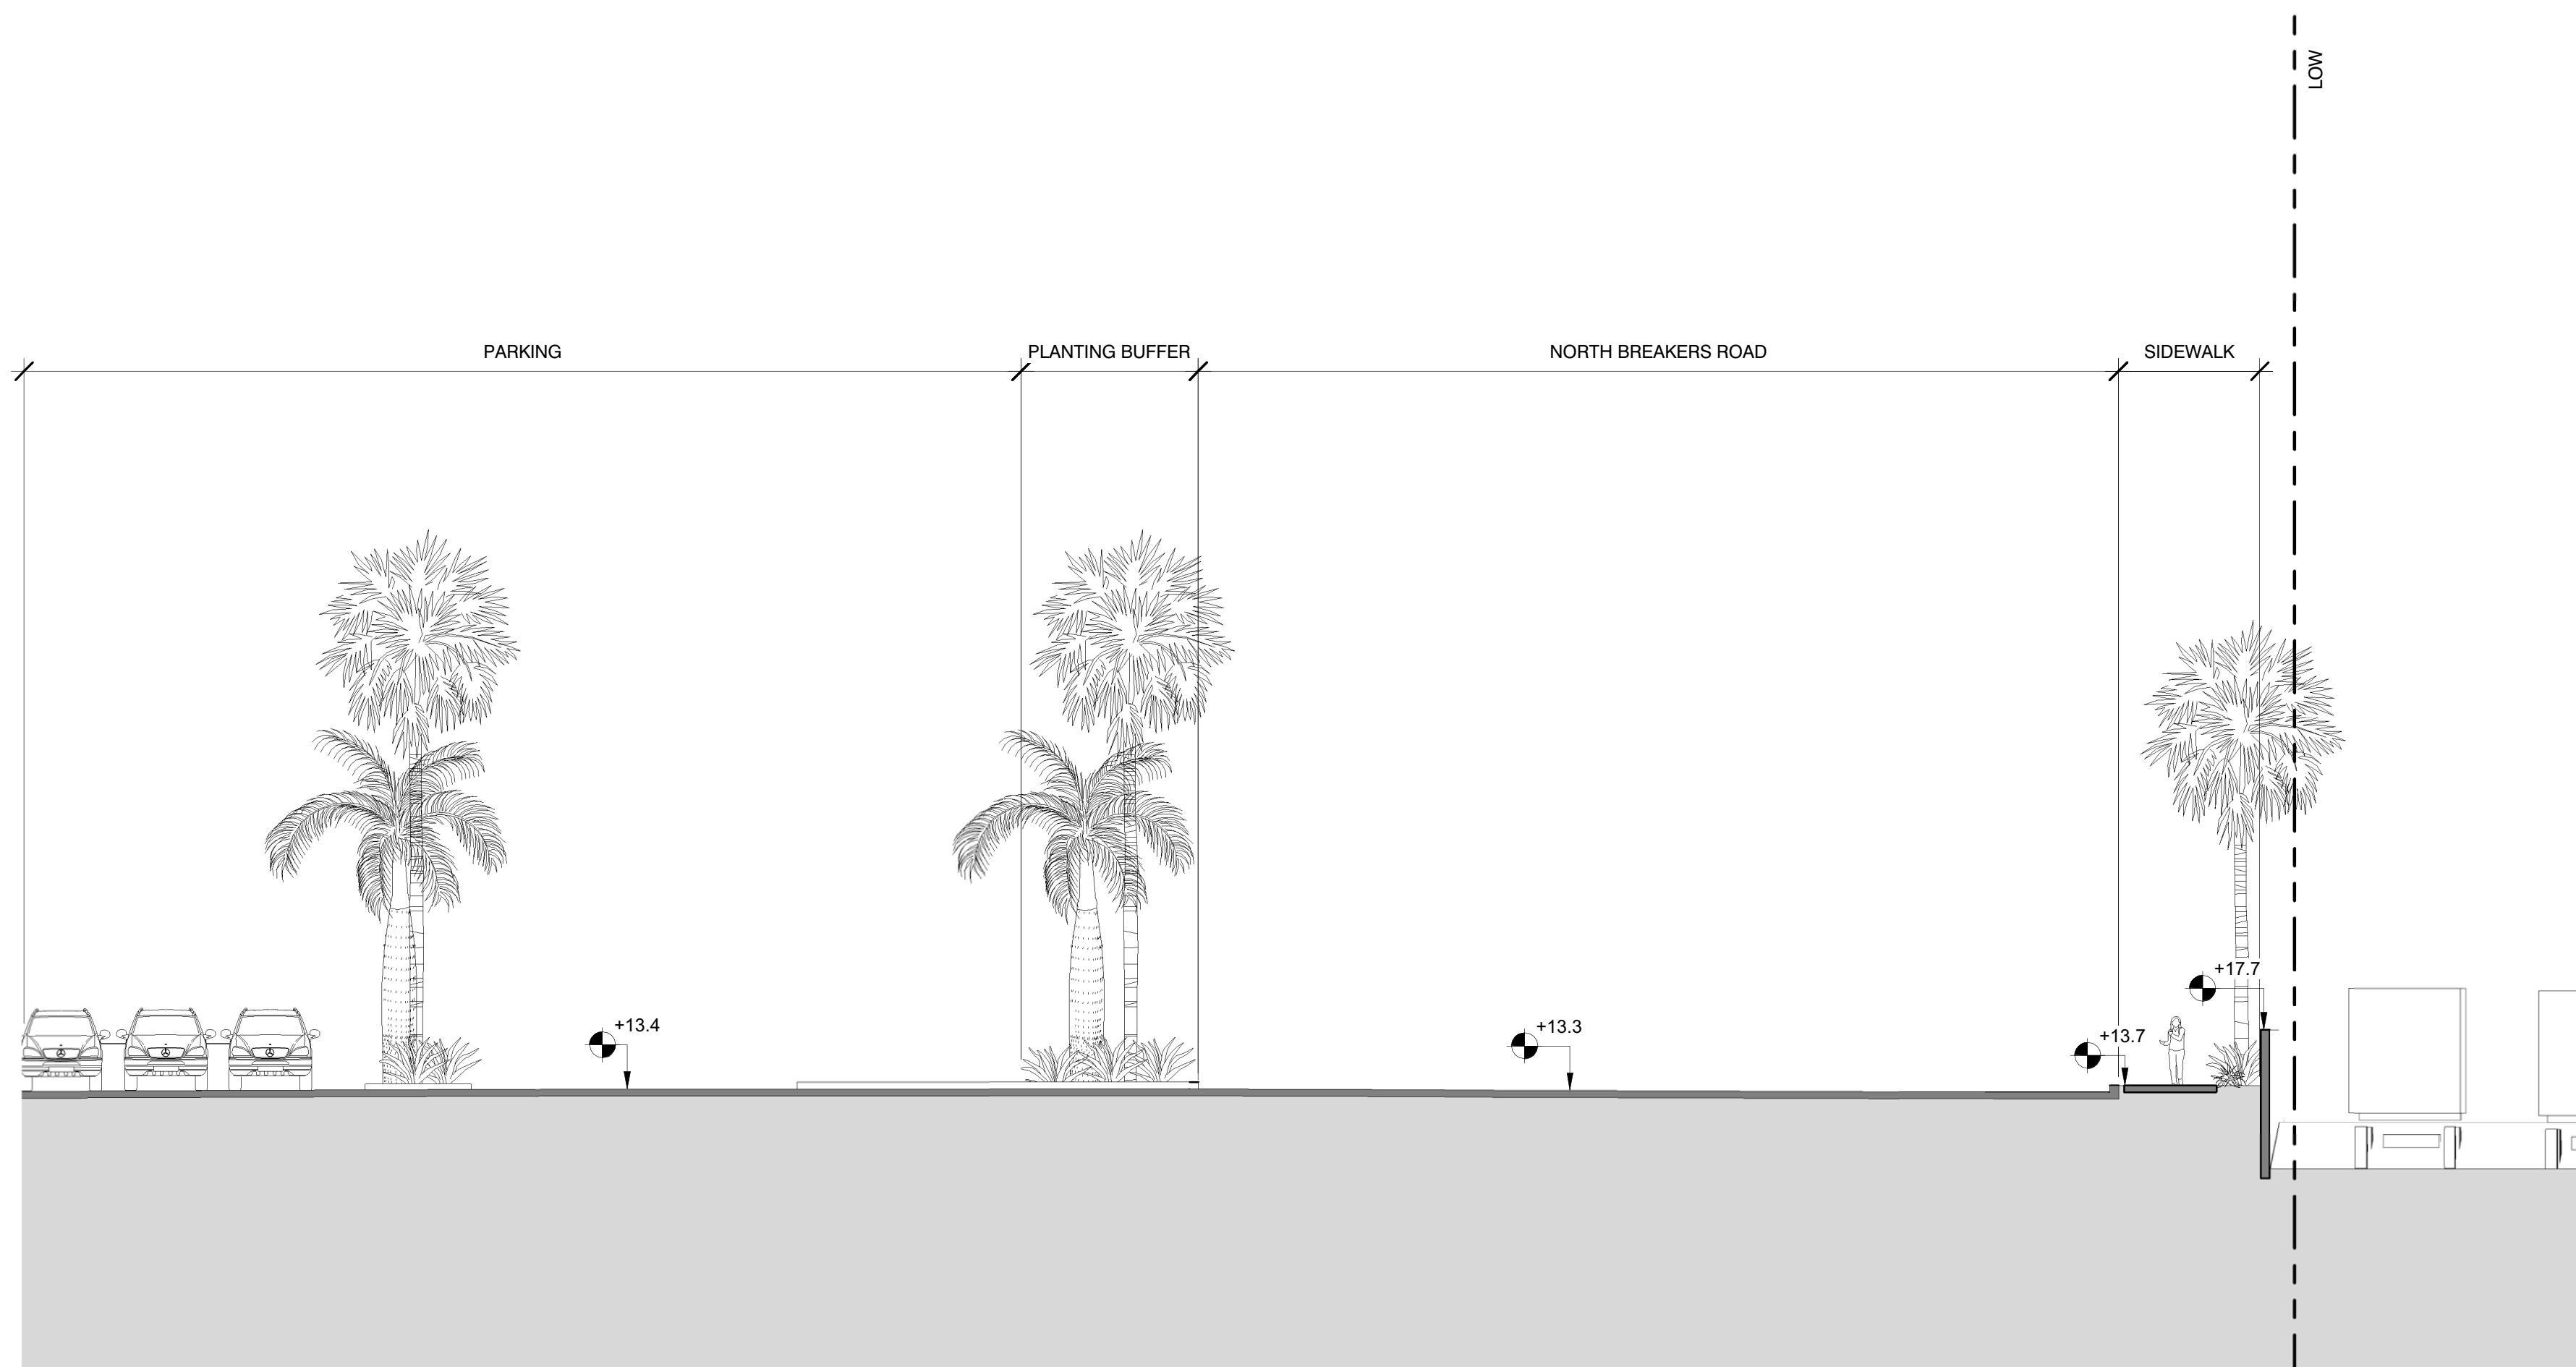 LOW
PARKING
PLANTING BUFFER
NORTH BREAKERS ROAD
SIDEWALK
+17.7
+13.4
+13.3
+13.7